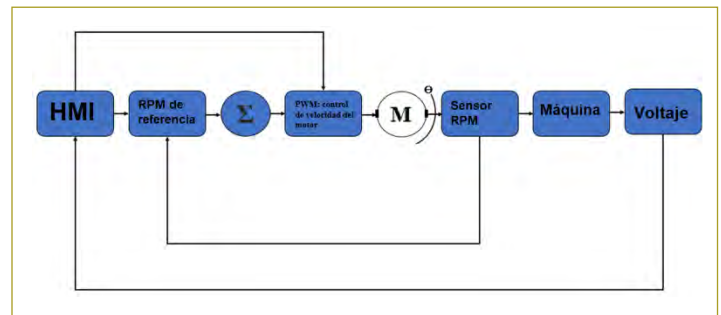 HMI
RPM de
referencia
Σ
PWM: control
de velocidad del
motor
M
Θ
Sensor
RPM
Máquina
Voltaje